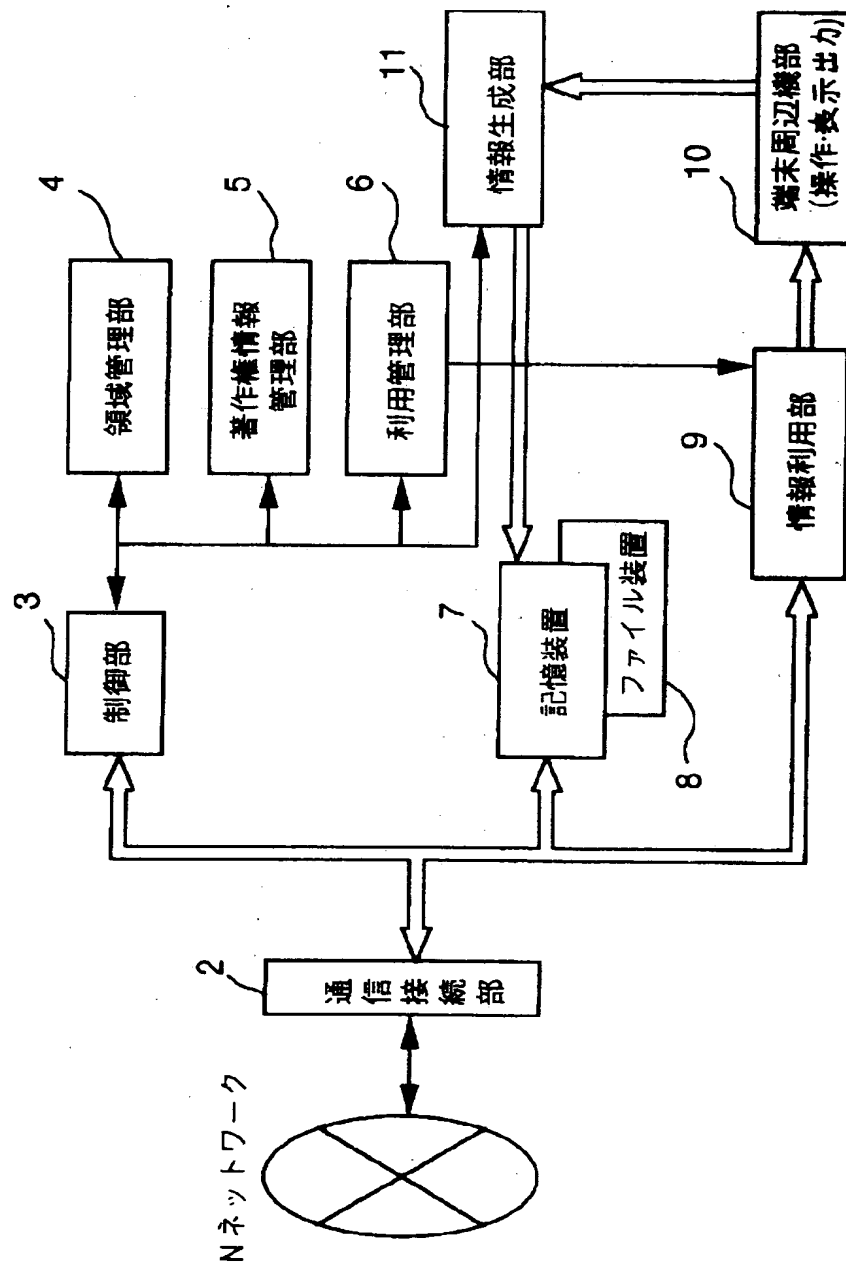 Nネットワーク
2
通信接続部
3
制御部
4
領域管理部
5
著作権情報
管理部
6
利用管理部
7
記憶装置
8
ファイル装置
9
情報利用部
10
端末周辺機部
(操作・表示出力)
11
情報生成部